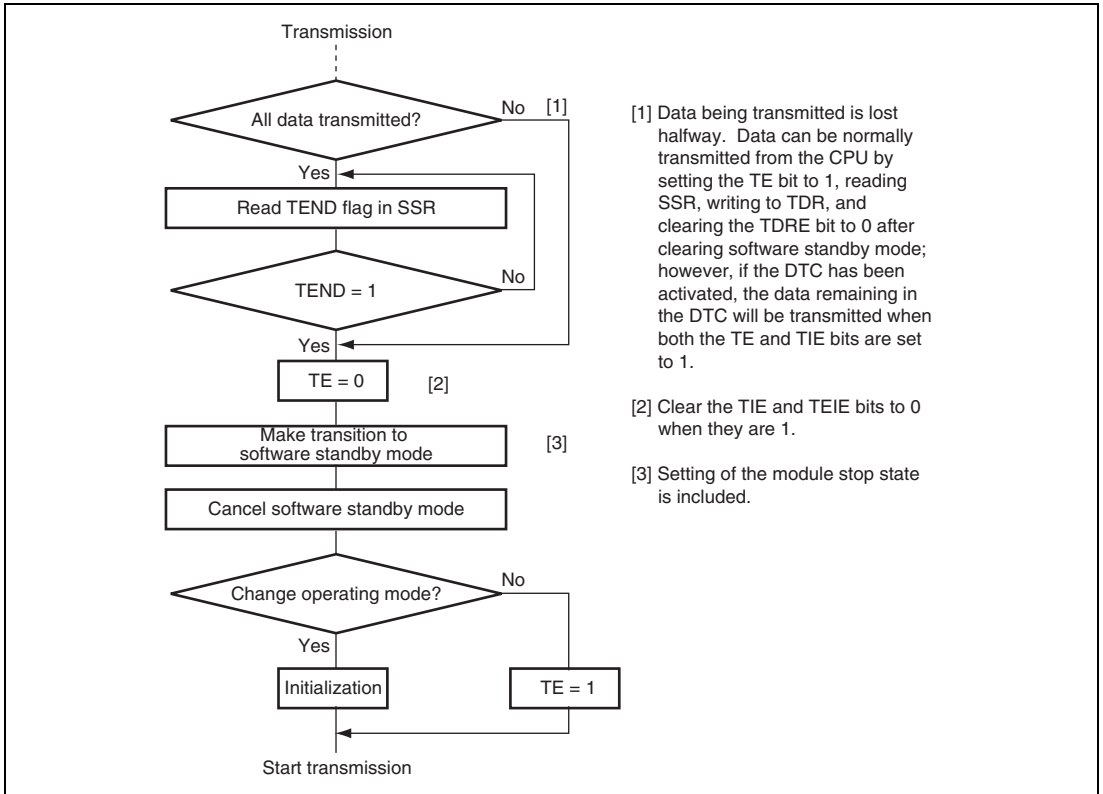 Transmission
All data transmitted?
No [1]
Yes
Read TEND flag in SSR
TEND = 1
No
Yes
TE = 0
[2]
Make transition to
software standby mode
[3]
Cancel software standby mode
Change operating mode?
No
Yes
Initialization
TE = 1
Start transmission
[1] Data being transmitted is lost
halfway. Data can be normally
transmitted from the CPU by
setting the TE bit to 1, reading
SSR, writing to TDR, and
clearing the TDRE bit to 0 after
clearing software standby mode;
however, if the DTC has been
activated, the data remaining in
the DTC will be transmitted when
both the TE and TIE bits are set
to 1.
[2] Clear the TIE and TEIE bits to 0
when they are 1.
[3] Setting of the module stop state
is included.